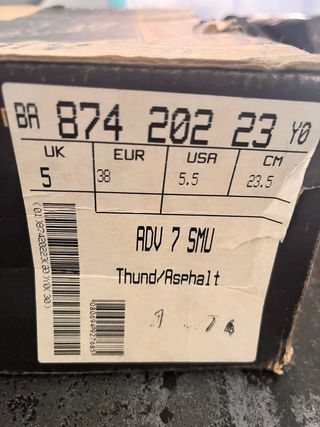 BA 874 202 23 Y0
UK EUR USA CM
5 38 5.5 23.5
ADV 7 SMU
Thund/Asphalt